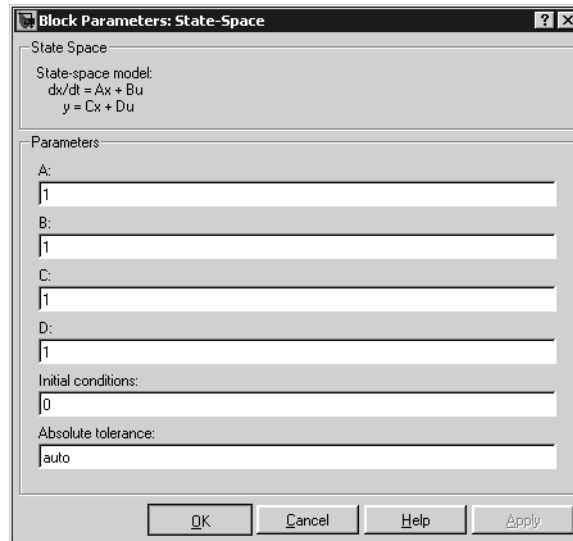 Block Parameters: State-Space
State Space
State-space model:
dx/dt = Ax + Bu
y = Cx + Du
Parameters
A:
1
B:
1
C:
1
D:
1
Initial conditions:
0
Absolute tolerance:
auto
OK Cancel Help Apply